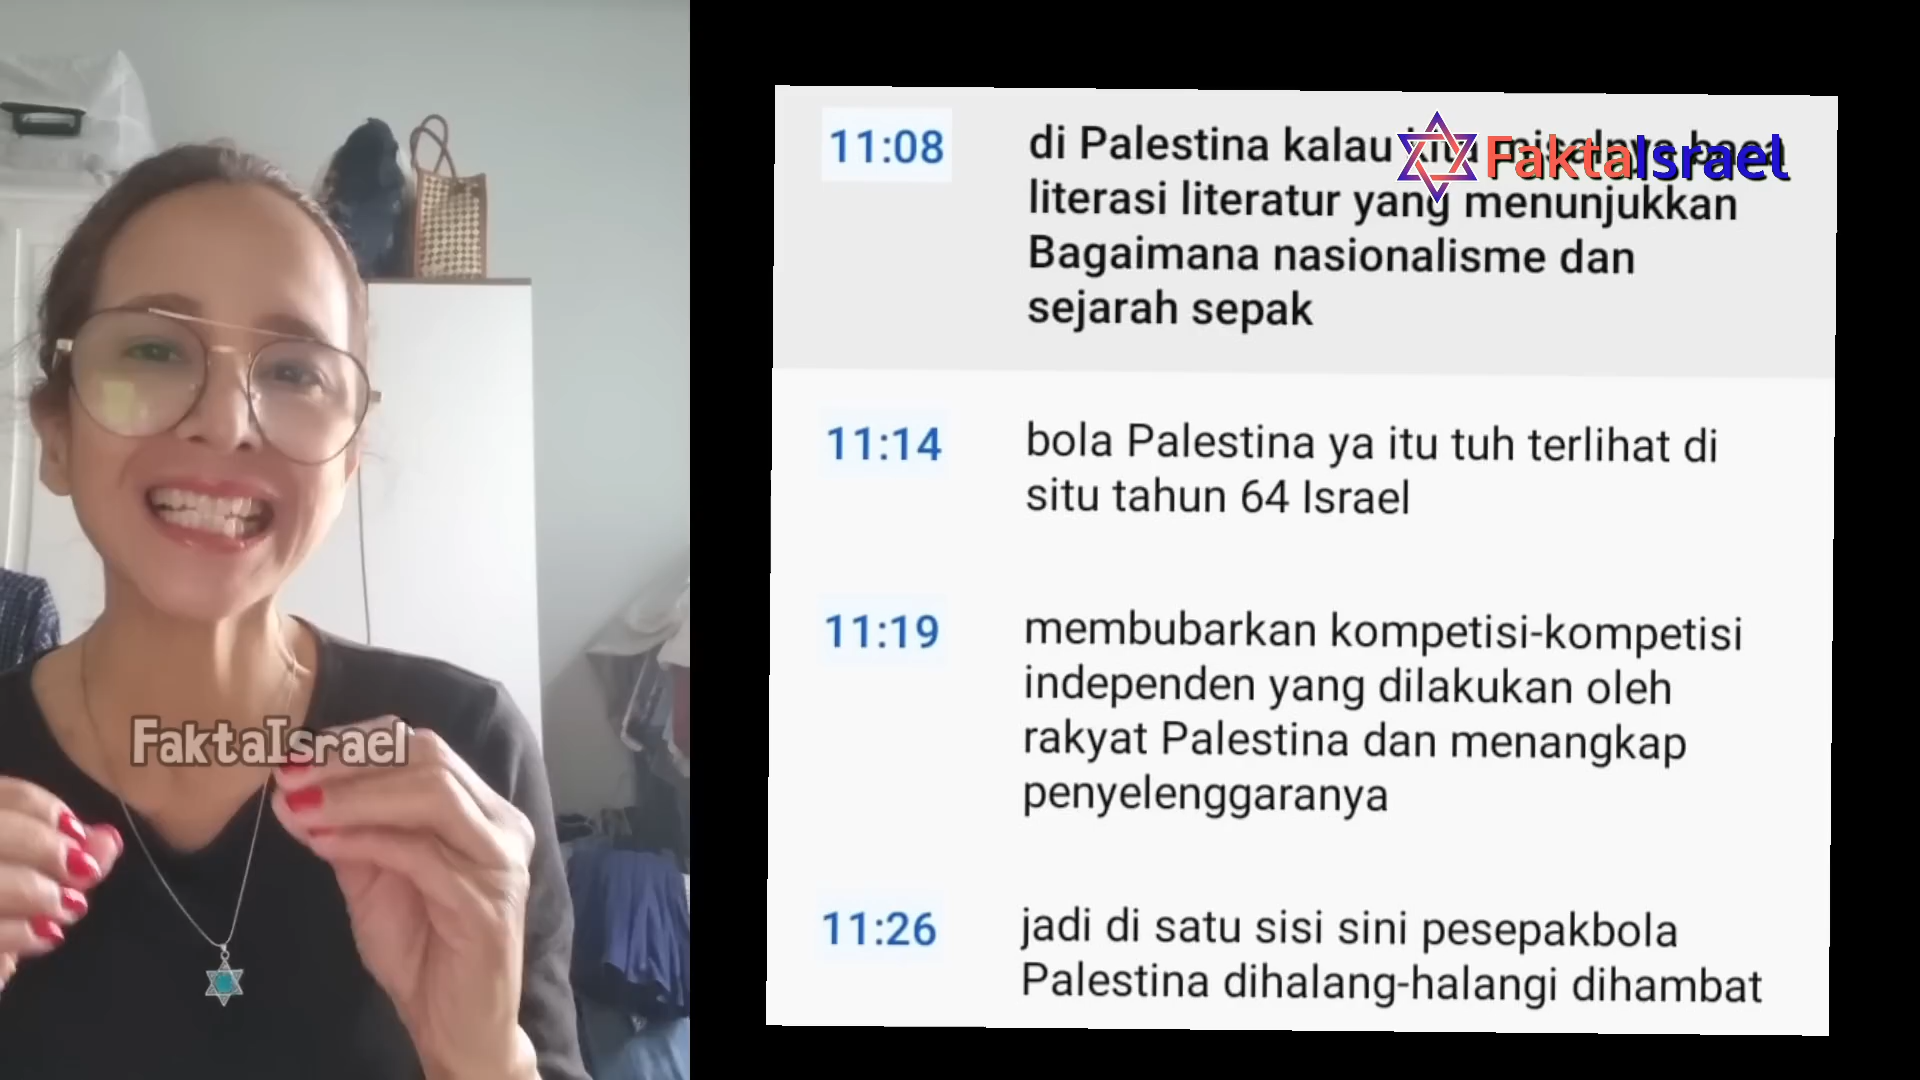 11:08
di Palestina kalau
FaktaIsrael
literasi literatur yang menunjukkan
Bagaimana nasionalisme dan
sejarah sepak
11:14
bola Palestina ya itu tuh terlihat di
situ tahun 64 Israel
11:19
membubarkan kompetisi-kompetisi
independen yang dilakukan oleh
rakyat Palestina dan menangkap
penyelenggaranya
11:26
jadi di satu sisi sini pesepakbola
Palestina dihalang-halangi dihambat
FaktaIsrael